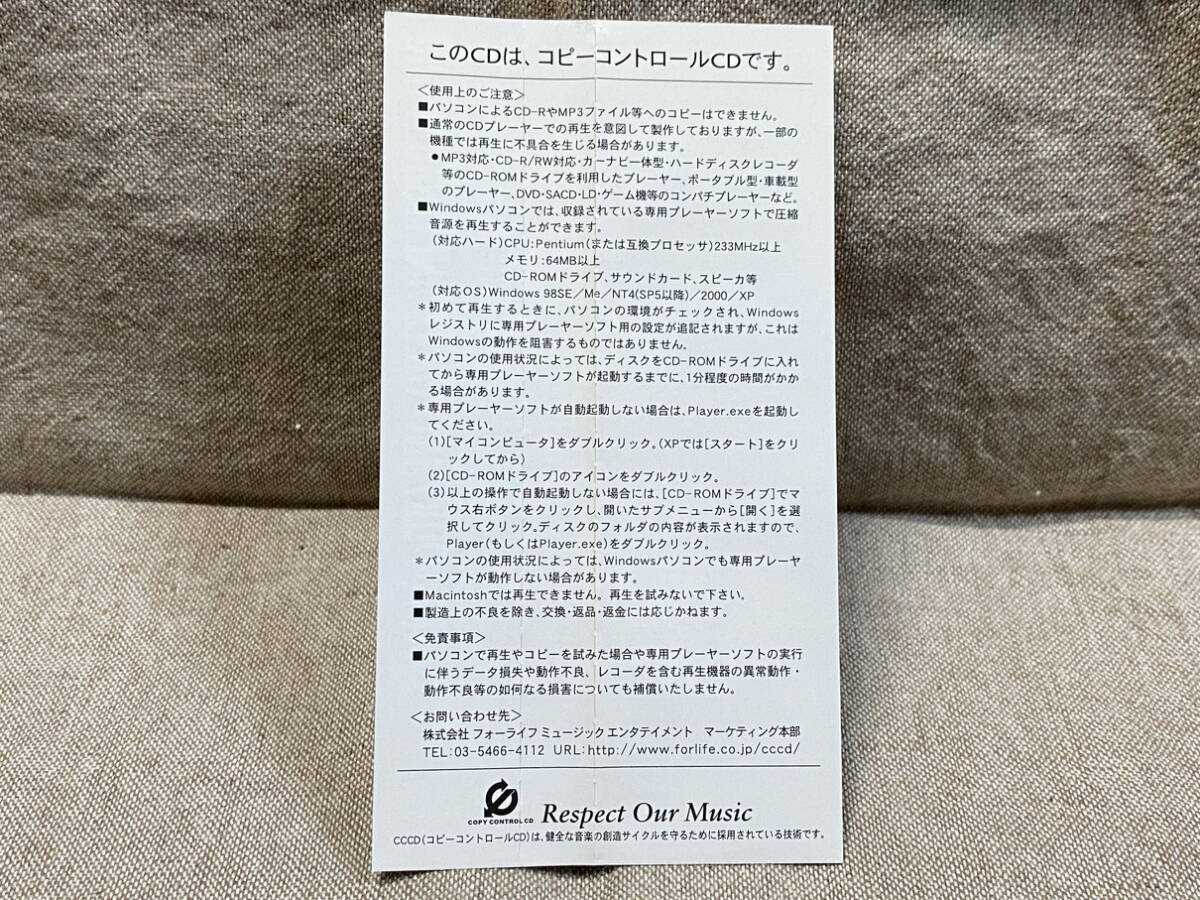 このCDは、コピーコントロールCDです。
＜使用上のご注意＞
■パソコンによるCD-RやMP3ファイル等へのコピーはできません。
■通常のCDプレーヤーでの再生を意図して製作しておりますが、一部の
機種では再生に不具合を生じる場合があります。
●MP3対応・CD-R/RW対応・カーナビ一体型・ハードディスクレコーダ
等のCD-ROMドライブを利用したプレーヤー、ポータブル型・車載型
のプレーヤー、DVD・SACD・LD・ゲーム機等のコンパチプレーヤーなど。
■Windowsパソコンでは、収録されている専用プレーヤーソフトで圧縮
音源を再生することができます。
(対応ハード)CPU:Pentium(または互換プロセッサ)233MHz以上
メモリ:64MB以上
CD-ROMドライブ、サウンドカード、スピーカ等
(対応OS)Windows 98SE／Me／NT4(SP5以降)／2000／XP
＊初めて再生するときに、パソコンの環境がチェックされ、Windows
レジストリに専用プレーヤーソフト用の設定が追記されますが、これは
Windowsの動作を阻害するものではありません。
＊パソコンの使用状況によっては、ディスクをCD-ROMドライブに入れ
てから専用プレーヤーソフトが起動するまでに、1分程度の時間がかか
る場合があります。
＊専用プレーヤーソフトが自動起動しない場合は、Player.exeを起動し
てください。
(1)[マイコンピュータ]をダブルクリック。(XPでは[スタート]をクリ
ックしてから)
(2)[CD-ROMドライブ]のアイコンをダブルクリック。
(3)以上の操作で自動起動しない場合には、[CD-ROMドライブ]でマ
ウス右ボタンをクリックし、開いたサブメニューから[開く]を選
択してクリック。ディスクのフォルダの内容が表示されますので、
Player(もしくはPlayer.exe)をダブルクリック。
＊パソコンの使用状況によっては、Windowsパソコンでも専用プレーヤ
ーソフトが動作しない場合があります。
■Macintoshでは再生できません。再生を試みないで下さい。
■製造上の不良を除き、交換・返品・返金には応じかねます。
＜免責事項＞
■パソコンで再生やコピーを試みた場合や専用プレーヤーソフトの実行
に伴うデータ損失や動作不良、レコーダを含む再生機器の異常動作・
動作不良等の如何なる損害についても補償いたしません。
＜お問い合わせ先＞
株式会社 フォーライフ ミュージック エンタテイメント マーケティング本部
TEL:03-5466-4112 URL:http://www.forlife.co.jp/cccd/
COPY CONTROL CD
Respect Our Music
CCCD(コピーコントロールCD)は、健全な音楽の創造サイクルを守るために採用されている技術です。